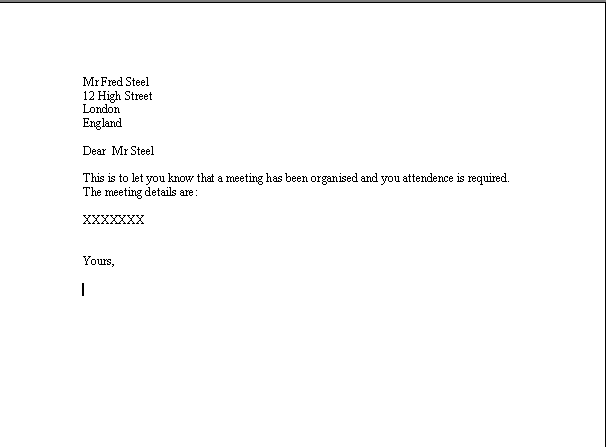 Mr Fred Steel
12 High Street
London
England
Dear  Mr Steel
This is to let you know that a meeting has been organised and you attendence is required.
The meeting details are:
XXXXXXX
Yours,